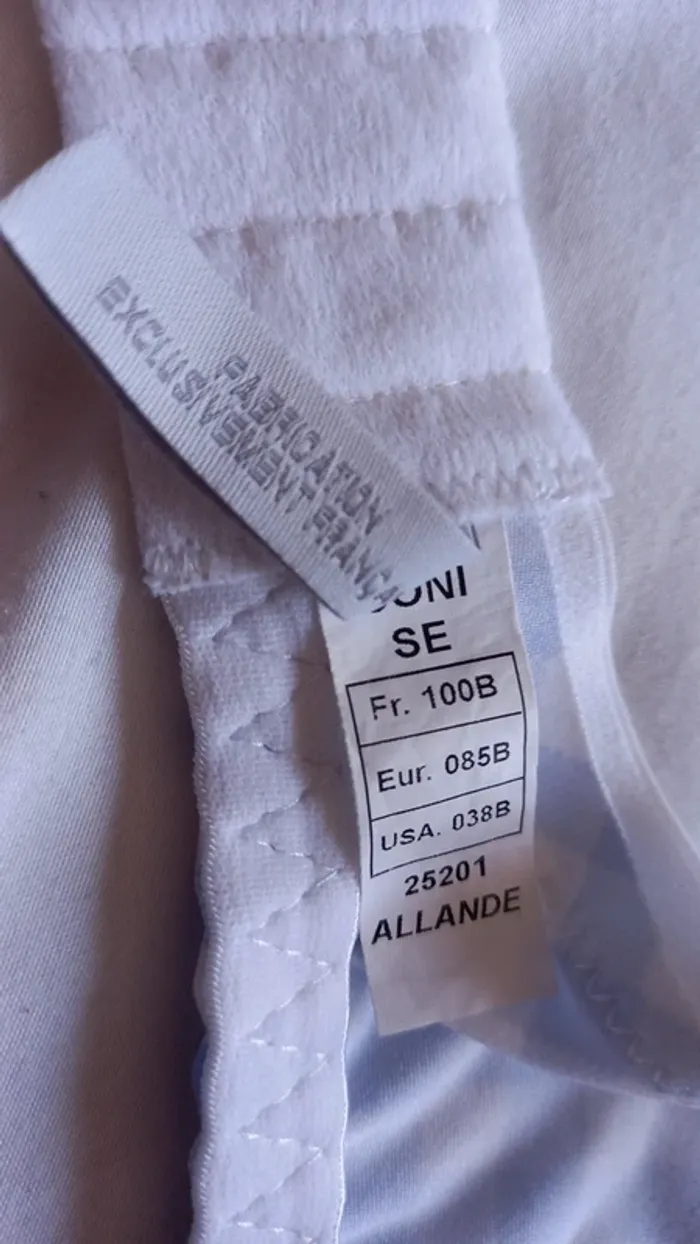 FABRICATION
EXCLUSIVEMENT FRANÇA
SE
Fr. 100B
Eur. 085B
USA. 038B
25201
ALLANDE